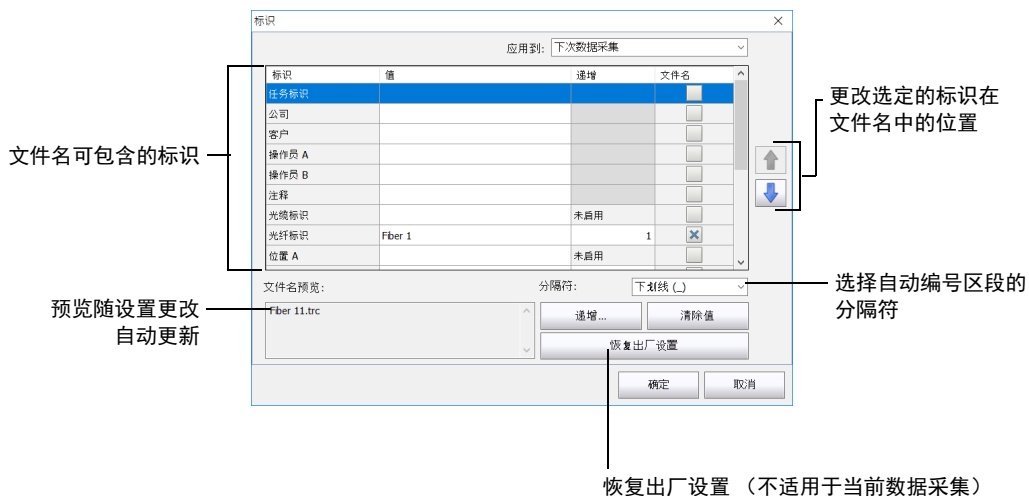 标识
应用到: 下次数据采集
标识 值 递增 文件名
任务标识
公司
客户
操作员 A
操作员 B
注释
光缆标识 未启用
光纤标识 Fiber 1 1
位置 A 未启用
文件名预览: 分隔符: 下划线 (_)
Fiber 11.trc
递增... 清除值
恢复出厂设置
确定 取消
文件名可包含的标识
预览随设置更改
自动更新
更改选定的标识在
文件名中的位置
选择自动编号区段的
分隔符
恢复出厂设置 （不适用于当前数据采集）